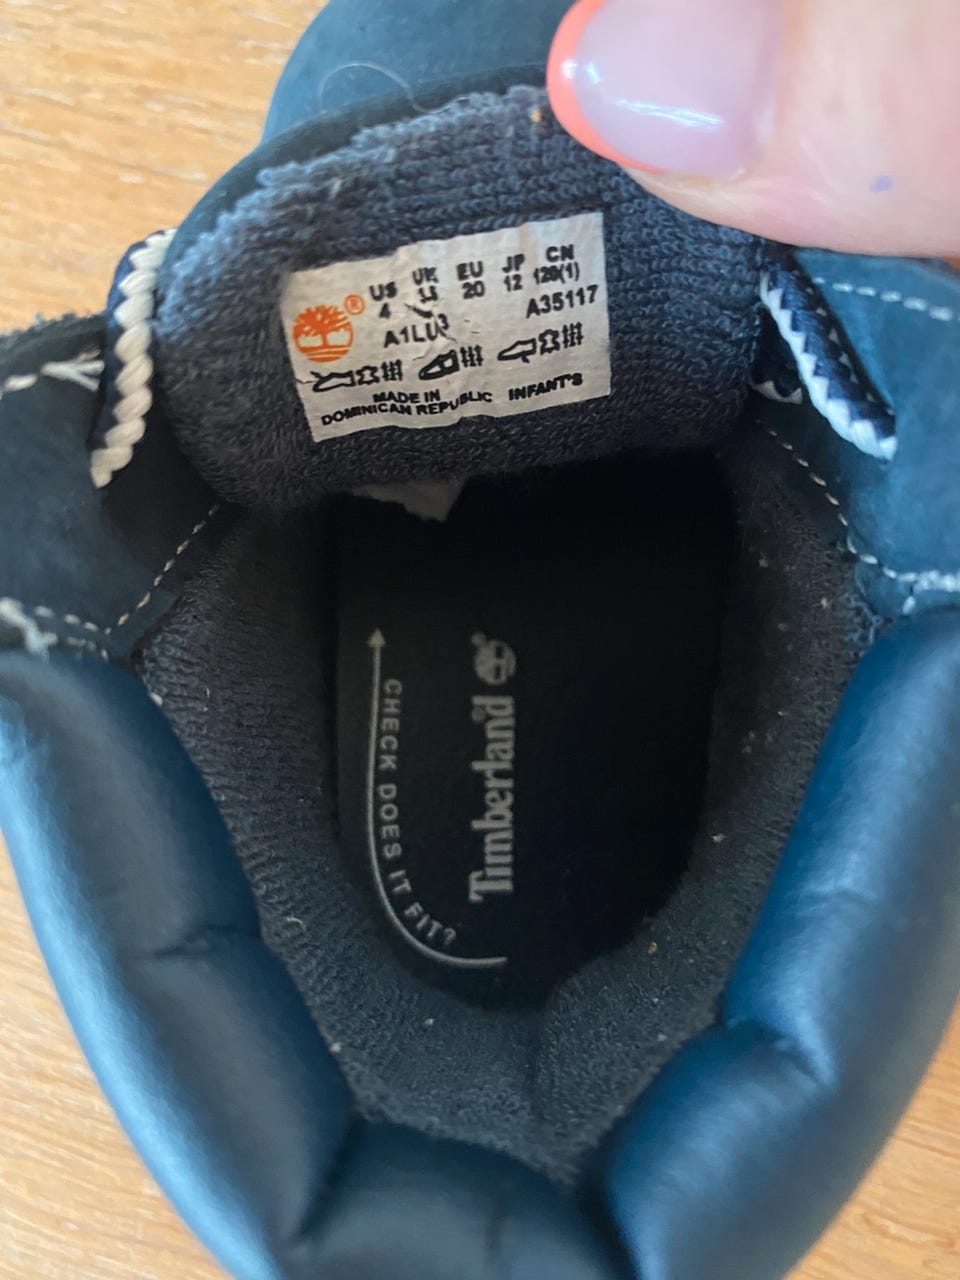 ®
US UK EU JP CN
4 20 12 120(1)
A1LU A35117
MADE IN
DOMINICAN REPUBLIC INFANT'S
CHECK DOES IT FIT?
Timberland